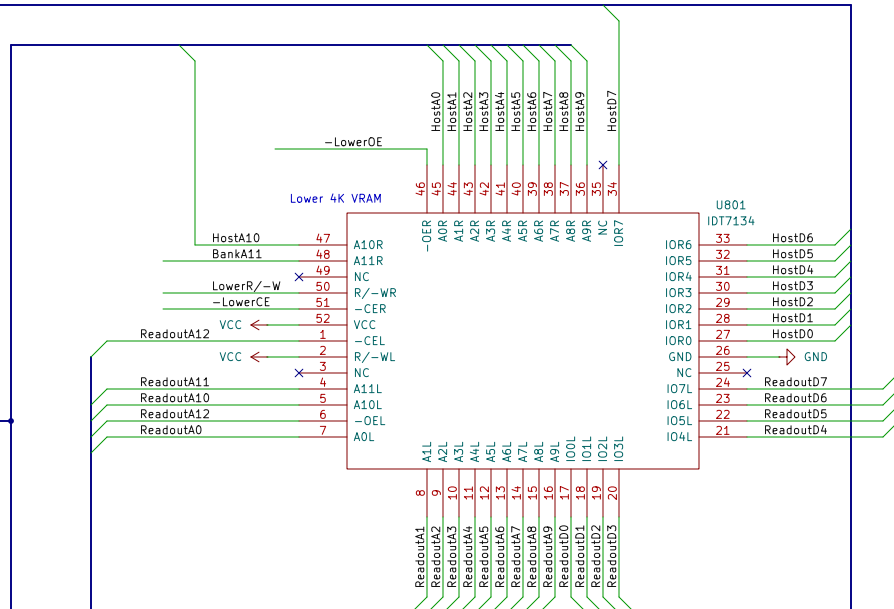 HostA0
HostA1
HostA2
HostA3
HostA4
HostA5
HostA6
HostA7
HostA8
HostA9
HostD7
-LowerOE
46
45
44
43
42
41
40
39
38
37
36
35
34
Lower 4K VRAM
U801
IDT7134
-OER
A0R
A1R
A2R
A3R
A4R
A5R
A6R
A7R
A8R
A9R
NC
IOR7
HostA10 47 A10R
BankA11 48 A11R
49 NC
LowerR/-W 50 R/-WR
-LowerCE 51 -CER
VCC 52 VCC
ReadoutA12 1 -CEL
VCC 2 R/-WL
3 NC
ReadoutA11 4 A11L
ReadoutA10 5 A10L
ReadoutA12 6 -OEL
ReadoutA0 7 A0L
IOR6 33 HostD6
IOR5 32 HostD5
IOR4 31 HostD4
IOR3 30 HostD3
IOR2 29 HostD2
IOR1 28 HostD1
IOR0 27 HostD0
GND 26 GND
NC 25
IO7L 24 ReadoutD7
IO6L 23 ReadoutD6
IO5L 22 ReadoutD5
IO4L 21 ReadoutD4
A1L
A2L
A3L
A4L
A5L
A6L
A7L
A8L
A9L
IO0L
IO1L
IO2L
IO3L
8
9
10
11
12
13
14
15
16
17
18
19
20
ReadoutA1
ReadoutA2
ReadoutA3
ReadoutA4
ReadoutA5
ReadoutA6
ReadoutA7
ReadoutA8
ReadoutA9
ReadoutD0
ReadoutD1
ReadoutD2
ReadoutD3